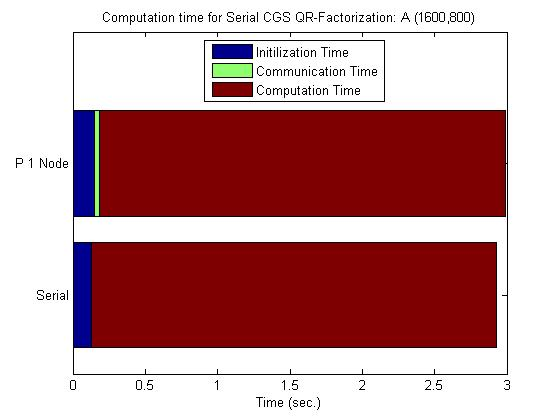 Computation time for Serial CGS QR-Factorization: A (1600,800)
Initilization Time
Communication Time
Computation Time
P 1 Node
Serial
0 0.5 1 1.5 2 2.5 3
Time (sec.)